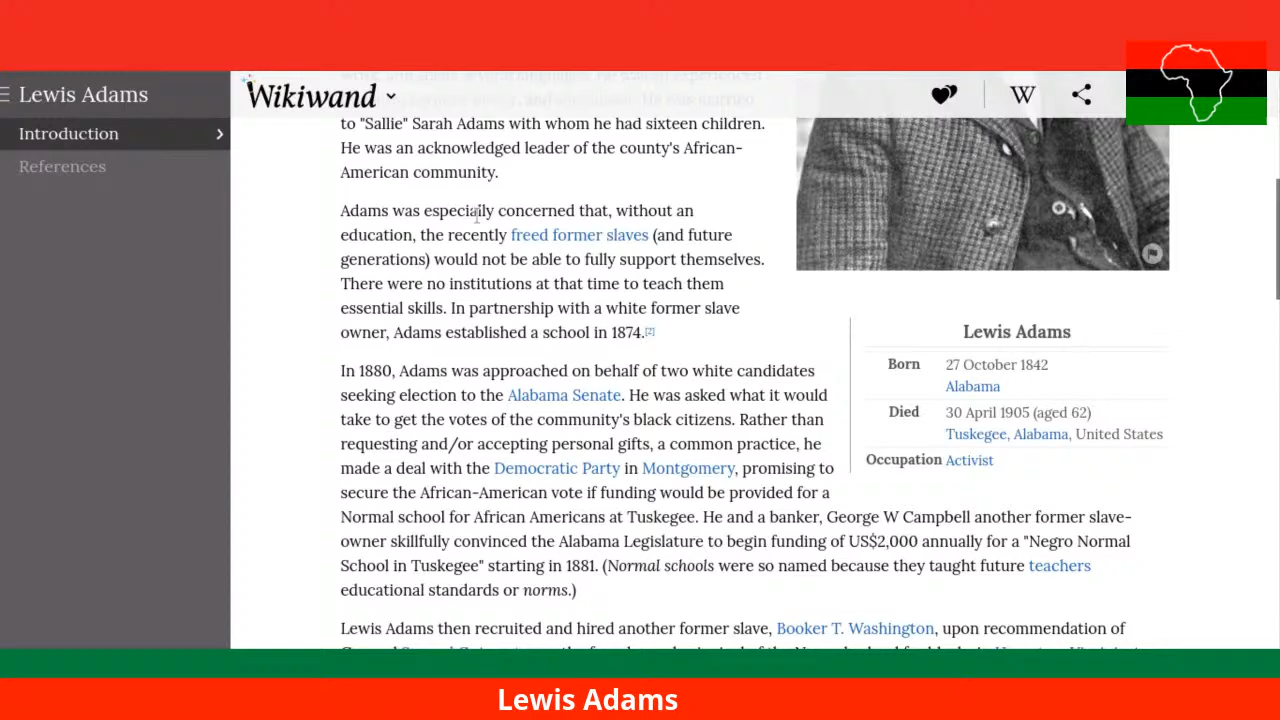 Lewis Adams
Introduction
References
Wikiwand
W
to "Sallie" Sarah Adams with whom he had sixteen children.
He was an acknowledged leader of the county's African-
American community.
Adams was especially concerned that, without an
education, the recently freed former slaves (and future
generations) would not be able to fully support themselves.
There were no institutions at that time to teach them
essential skills. In partnership with a white former slave
owner, Adams established a school in 1874.[2]
In 1880, Adams was approached on behalf of two white candidates
seeking election to the Alabama Senate. He was asked what it would
take to get the votes of the community's black citizens. Rather than
requesting and/or accepting personal gifts, a common practice, he
made a deal with the Democratic Party in Montgomery, promising to
secure the African-American vote if funding would be provided for a
Normal school for African Americans at Tuskegee. He and a banker, George W Campbell another former slave-
owner skillfully convinced the Alabama Legislature to begin funding of US$2,000 annually for a "Negro Normal
School in Tuskegee" starting in 1881. (Normal schools were so named because they taught future teachers
educational standards or norms.)
Lewis Adams then recruited and hired another former slave, Booker T. Washington, upon recommendation of
Lewis Adams
Born 27 October 1842
Alabama
Died 30 April 1905 (aged 62)
Tuskegee, Alabama, United States
Occupation Activist
Lewis Adams